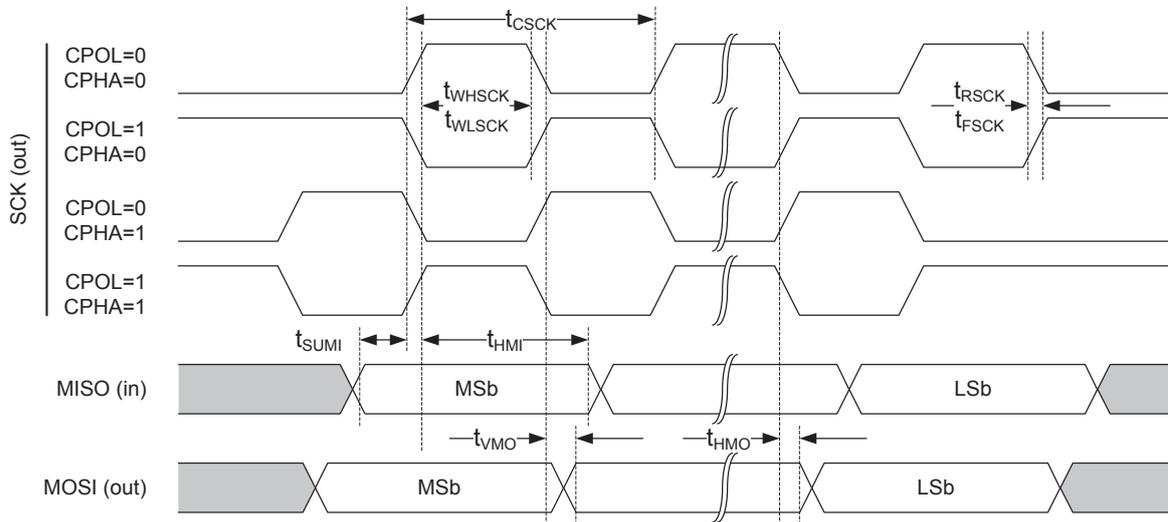 tCSCK
CPOL=0
CPHA=0
tWHSCK
tWLSCK
tRSCK
tFSCK
CPOL=1
CPHA=0
SCK (out)
CPOL=0
CPHA=1
CPOL=1
CPHA=1
tSUMI
tHMI
MISO (in)
MSb
LSb
tVMO
tHMO
MOSI (out)
MSb
LSb